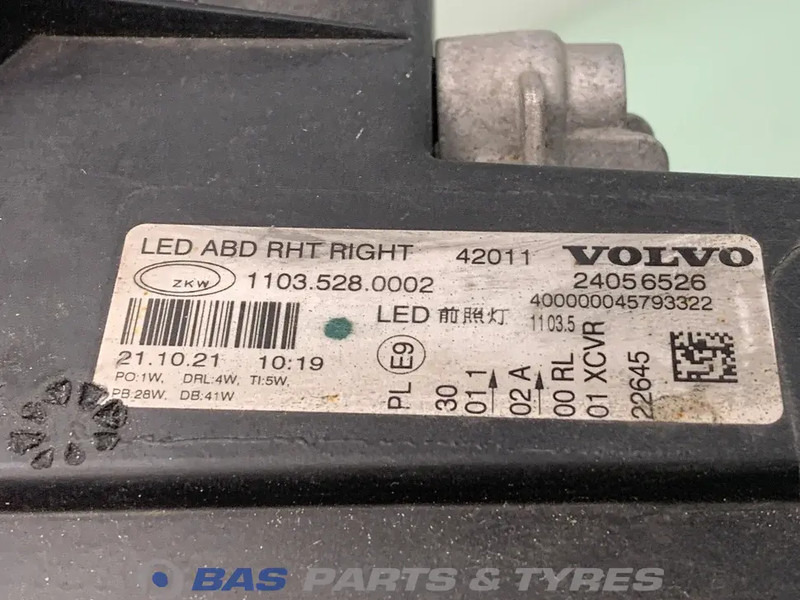 LED ABD RHT RIGHT 42011 VOLVO
ZKW 1103.528.0002 24056526
400000045793322
LED 前照灯 1103.5
21.10.21 10:19
PO:1W, DRL:4W, TI:5W,
PB:28W, DB:41W
E9
PL
30
01 1
02 A
00 RL
01 XCVR
22645
BAS PARTS & TYRES